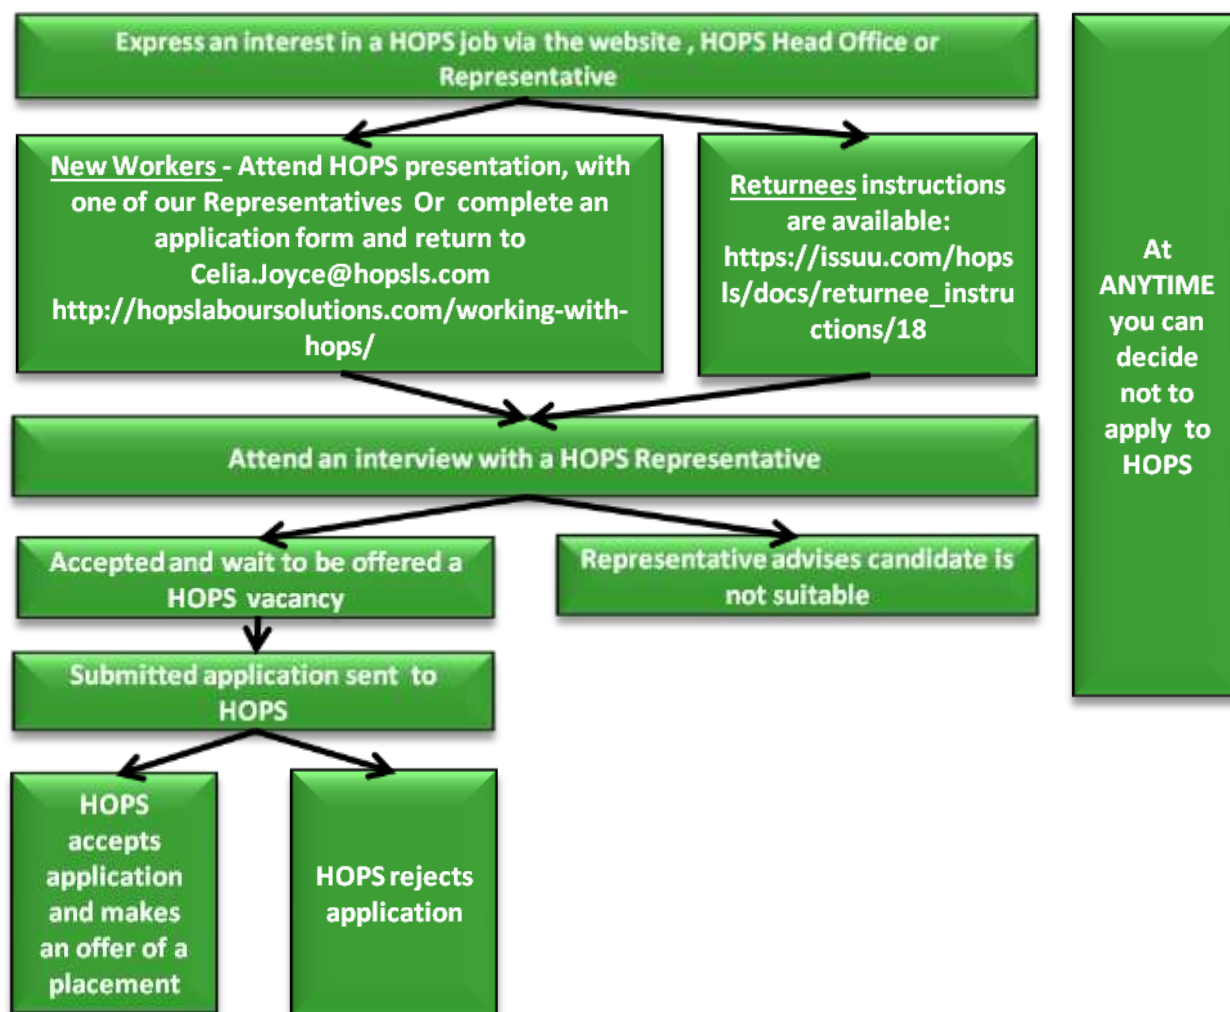 Express an interest in a HOPS job via the website , HOPS Head Office or
Representative
New Workers - Attend HOPS presentation, with
one of our Representatives Or complete an
application form and return to
Celia.Joyce@hopsls.com
http://hopslaboursolutions.com/working-with-
hops/
Returnees instructions
are available:
https://issuu.com/hops
ls/docs/returnee_instru
ctions/18
Attend an interview with a HOPS Representative
Accepted and wait to be offered a
HOPS vacancy
Representative advises candidate is
not suitable
Submitted application sent to
HOPS
HOPS
accepts
application
and makes
an offer of a
placement
HOPS rejects
application
At
ANYTIME
you can
decide
not to
apply to
HOPS